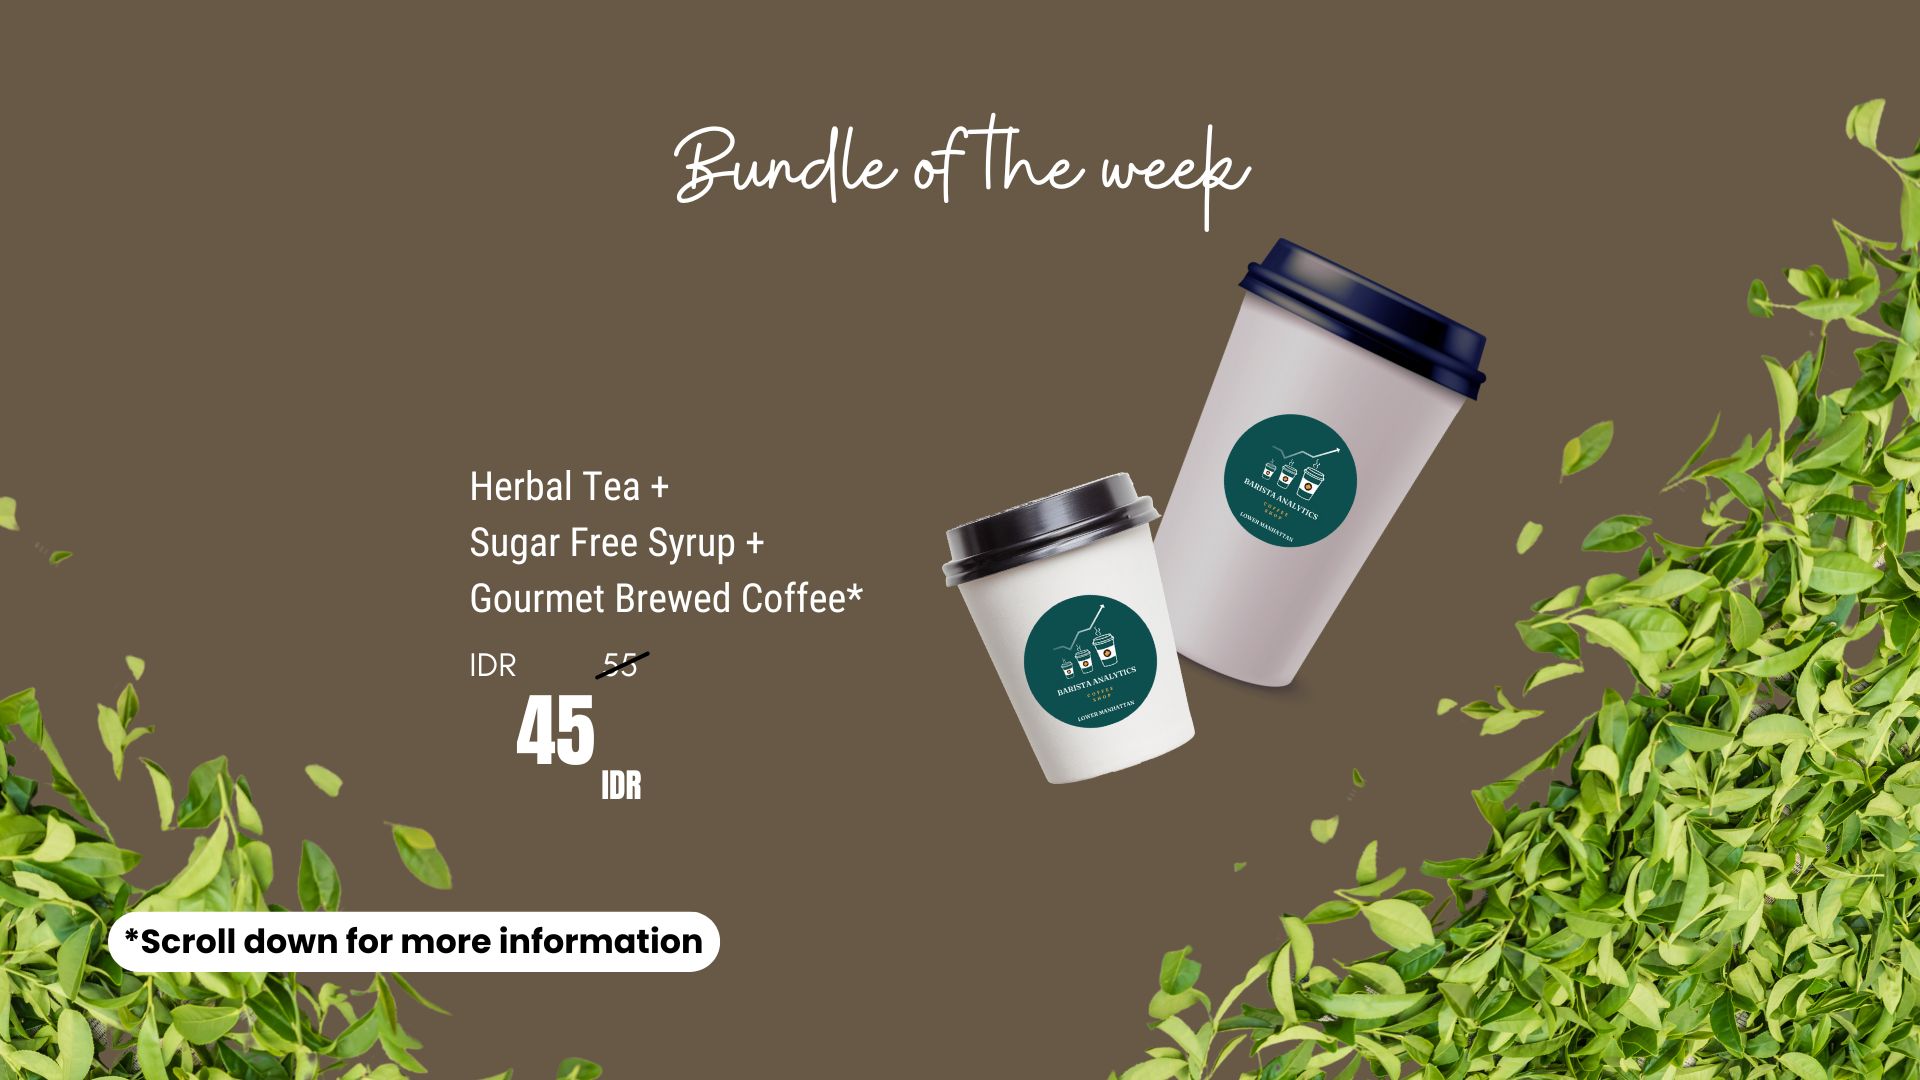 Bundle of the week
Herbal Tea +
Sugar Free Syrup +
Gourmet Brewed Coffee*
IDR 55
45
IDR
BARISTA ANALYTICS
COFFEE
SHOP
LOWER MANHATTAN
BARISTA ANALYTICS
COFFEE
SHOP
LOWER MANHATTAN
*Scroll down for more information